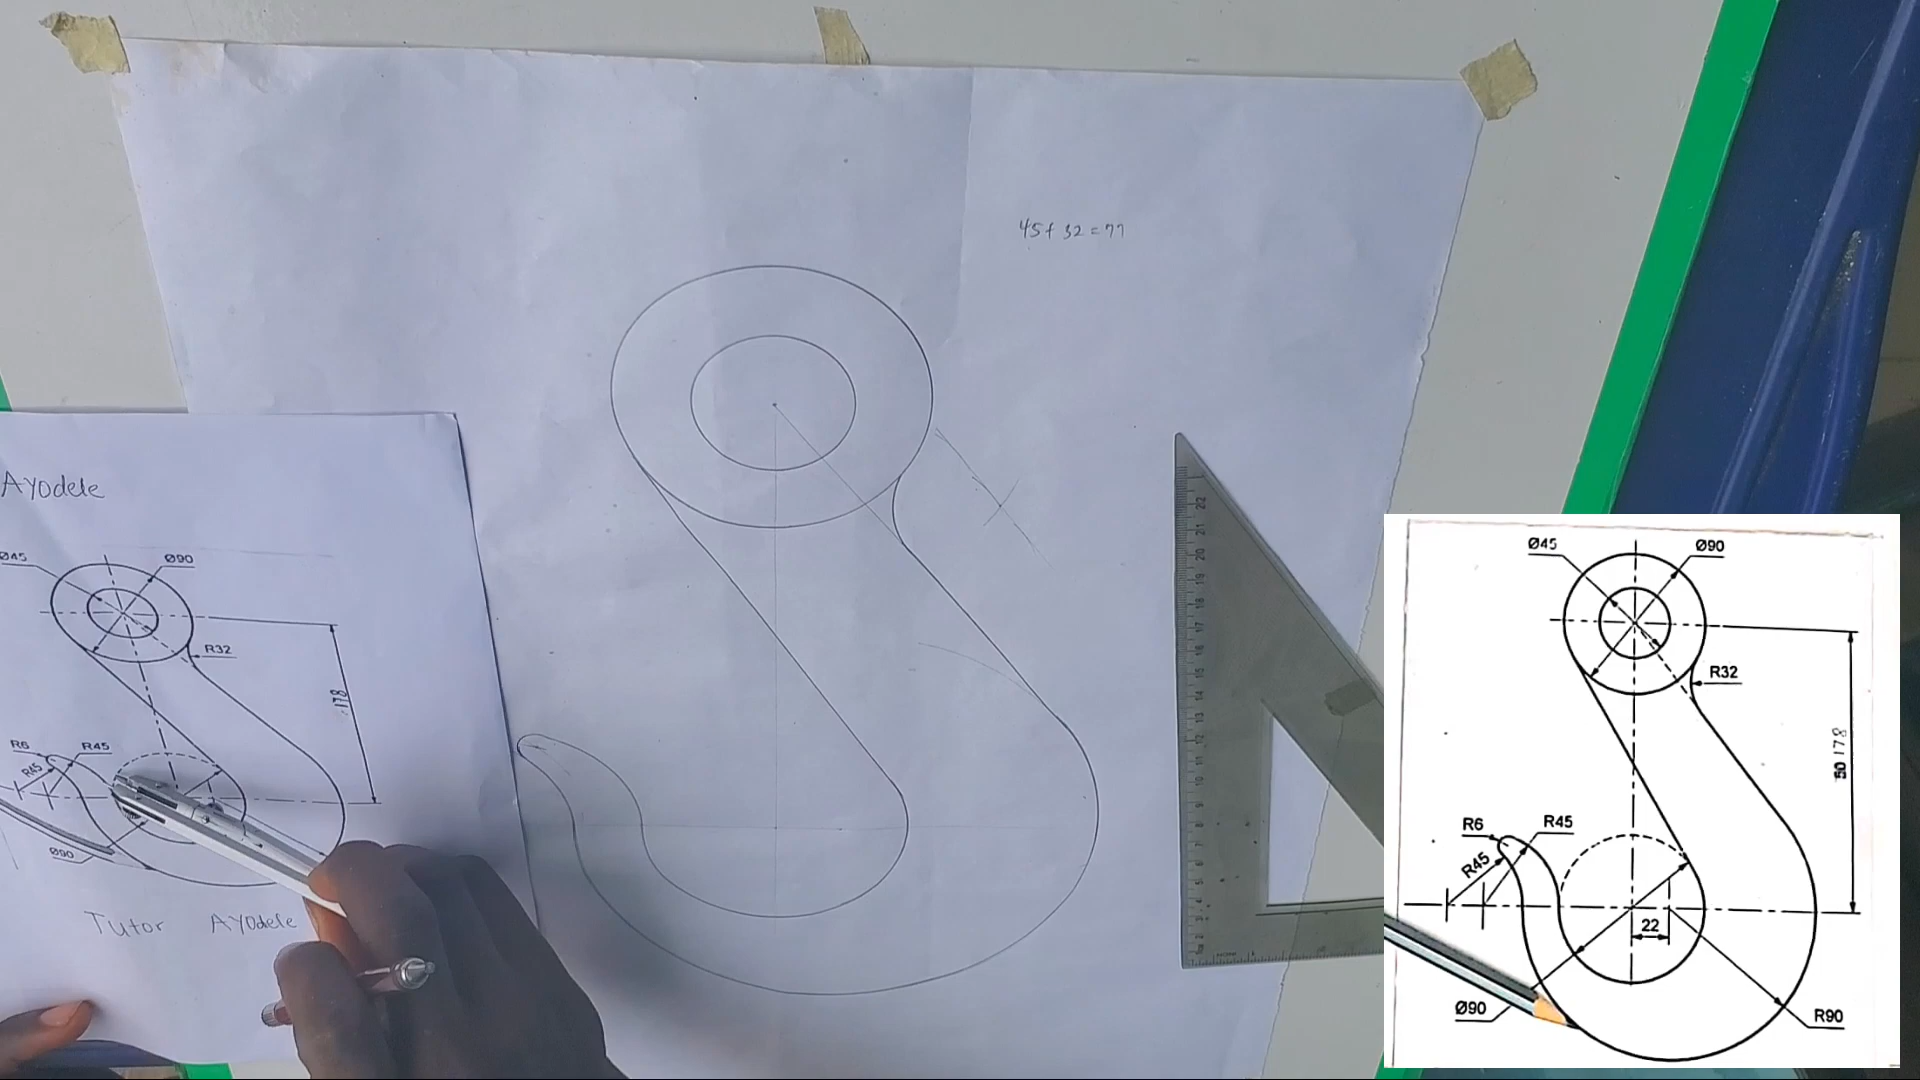 45 + 32 = 77
AYODELE
Ø45
Ø90
R32
178
R6
R45
R45
Ø90
Tutor AYODELE
Ø45
Ø90
R32
178
R6
R45
R45
22
Ø90
R90